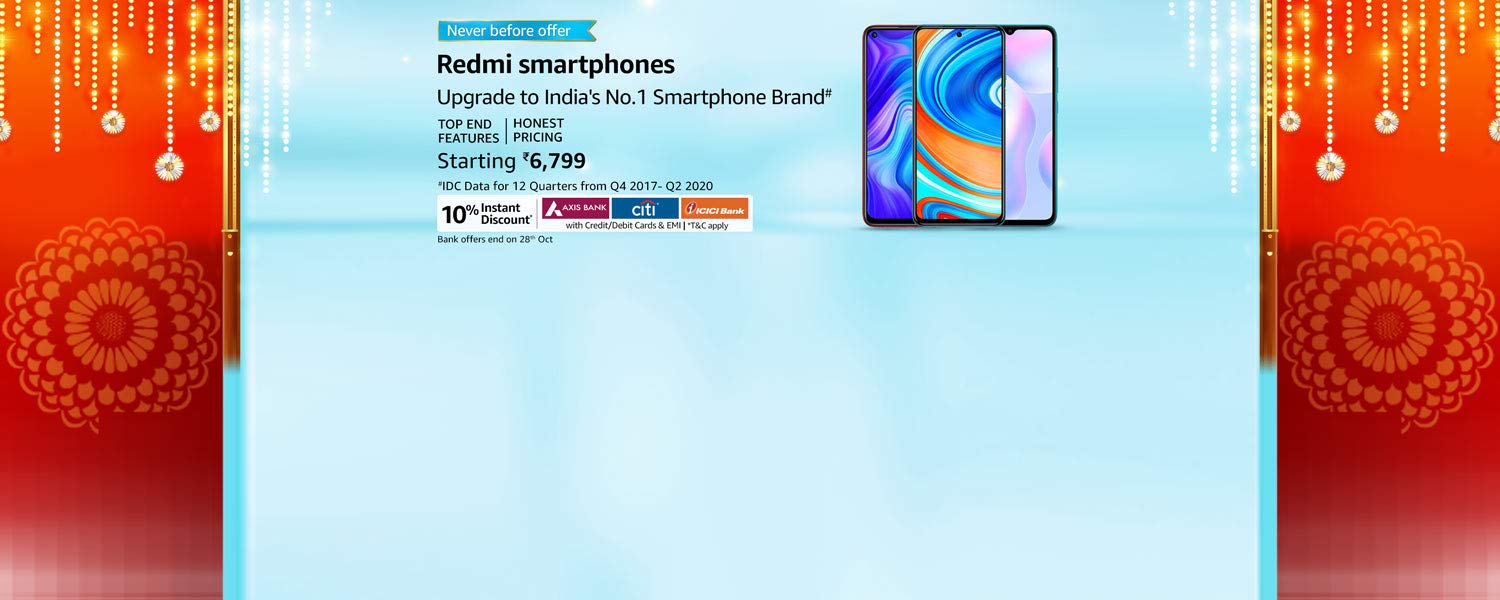 Never before offer
Redmi smartphones
Upgrade to India's No.1 Smartphone Brand#
TOP END FEATURES | HONEST PRICING
Starting ₹6,799
#IDC Data for 12 Quarters from Q4 2017- Q2 2020
10% Instant Discount* AXIS BANK citi ICICI Bank
with Credit/Debit Cards & EMI | *T&C apply
Bank offers end on 28th Oct